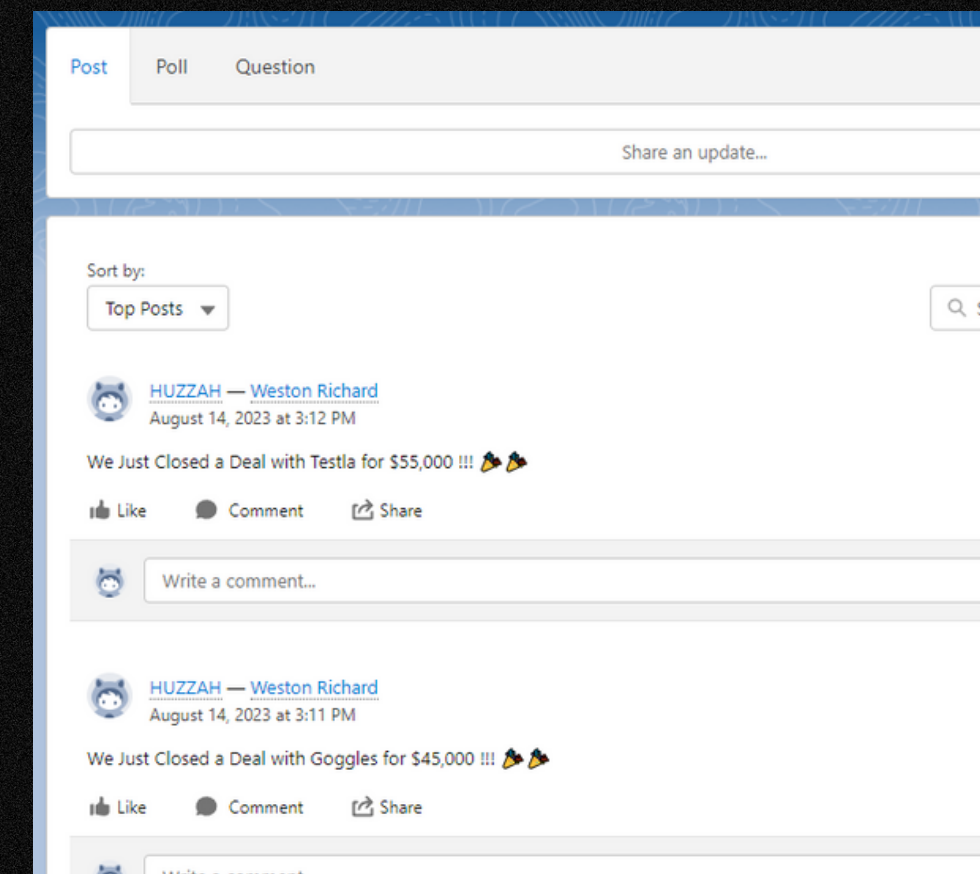 Post Poll Question
Share an update...
Sort by:
Top Posts
HUZZAH — Weston Richard
August 14, 2023 at 3:12 PM
We Just Closed a Deal with Testla for $55,000 !!! 🎉🎉
Like Comment Share
Write a comment...
HUZZAH — Weston Richard
August 14, 2023 at 3:11 PM
We Just Closed a Deal with Goggles for $45,000 !!! 🎉🎉
Like Comment Share